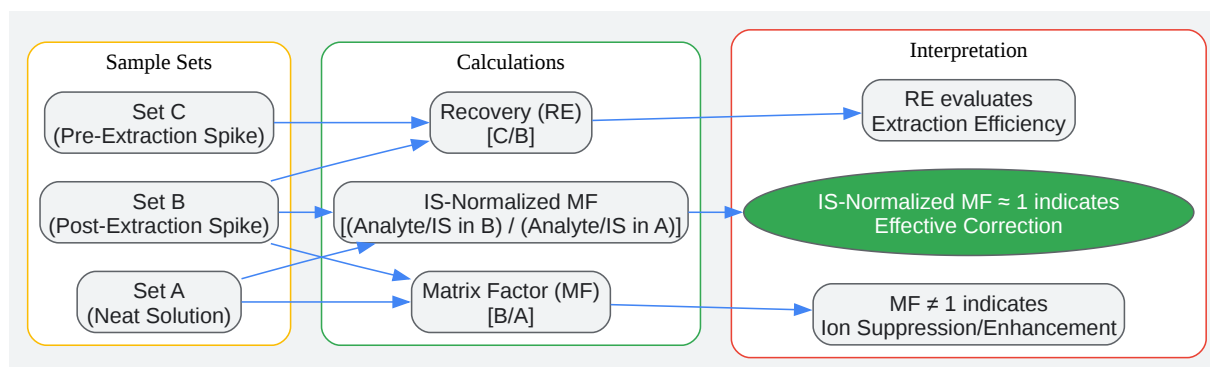 Sample Sets
Set C
(Pre-Extraction Spike)
Set B
(Post-Extraction Spike)
Set A
(Neat Solution)
Calculations
Recovery (RE)
[C/B]
IS-Normalized MF
[(Analyte/IS in B) / (Analyte/IS in A)]
Matrix Factor (MF)
[B/A]
Interpretation
RE evaluates
Extraction Efficiency
IS-Normalized MF ≈ 1 indicates
Effective Correction
MF ≠ 1 indicates
Ion Suppression/Enhancement